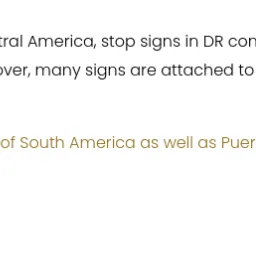 tral America, stop signs in DR con
over, many signs are attached to
of South America as well as Puer